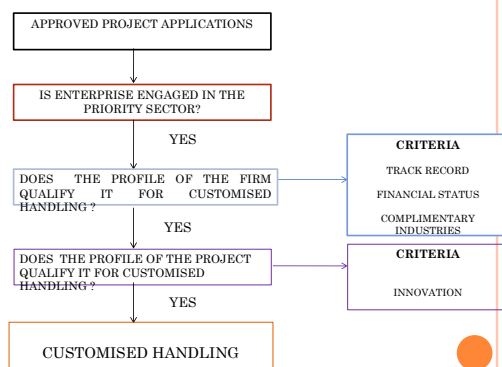 APPROVED PROJECT APPLICATIONS
IS ENTERPRISE ENGAGED IN THE
PRIORITY SECTOR?
YES
DOES THE PROFILE OF THE FIRM
QUALIFY IT FOR CUSTOMISED
HANDLING ?
CRITERIA
TRACK RECORD
FINANCIAL STATUS
COMPLIMENTARY
INDUSTRIES
YES
DOES THE PROFILE OF THE PROJECT
QUALIFY IT FOR CUSTOMISED
HANDLING ?
CRITERIA
INNOVATION
YES
CUSTOMISED HANDLING